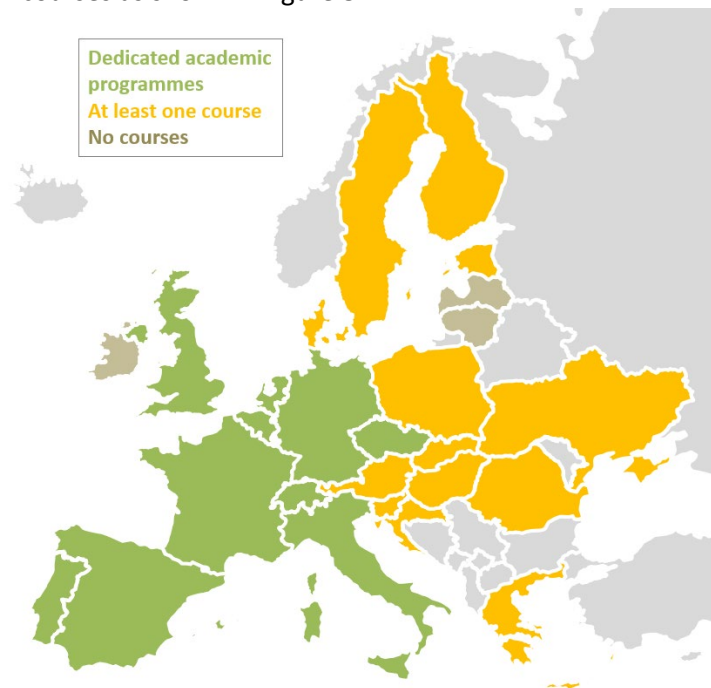 Dedicated academic
programmes
At least one course
No courses